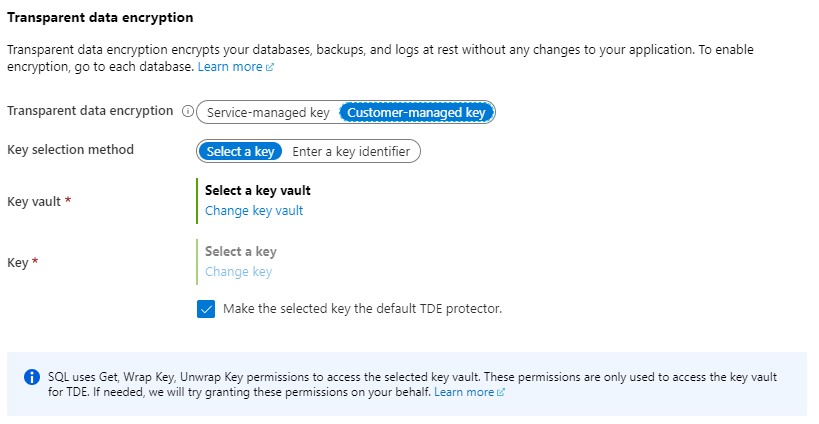 Transparent data encryption
Transparent data encryption encrypts your databases, backups, and logs at rest without any changes to your application. To enable
encryption, go to each database. Learn more
Transparent data encryption Service-managed key Customer-managed key
Key selection method Select a key Enter a key identifier
Select a key vault
Key vault *
Change key vault
Select a key
Key *
Change key
Make the selected key the default TDE protector.
SQL uses Get, Wrap Key, Unwrap Key permissions to access the selected key vault. These permissions are only used to access the key vault
for TDE. If needed, we will try granting these permissions on your behalf. Learn more